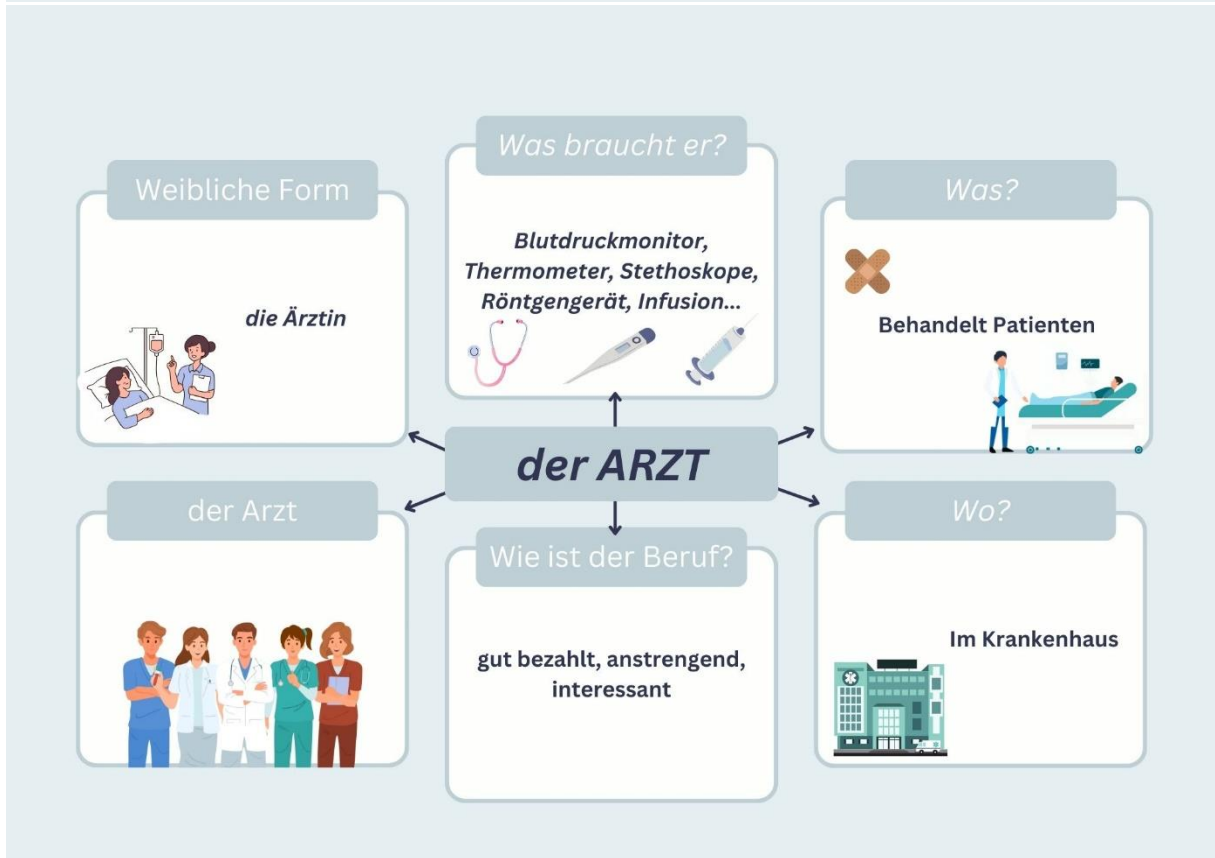 Weibliche Form
die Ärztin
Was braucht er?
Blutdruckmonitor,
Thermometer, Stethoskope,
Röntgengerät, Infusion...
Was?
Behandelt Patienten
der ARZT
der Arzt
Wie ist der Beruf?
gut bezahlt, anstrengend,
interessant
Wo?
Im Krankenhaus